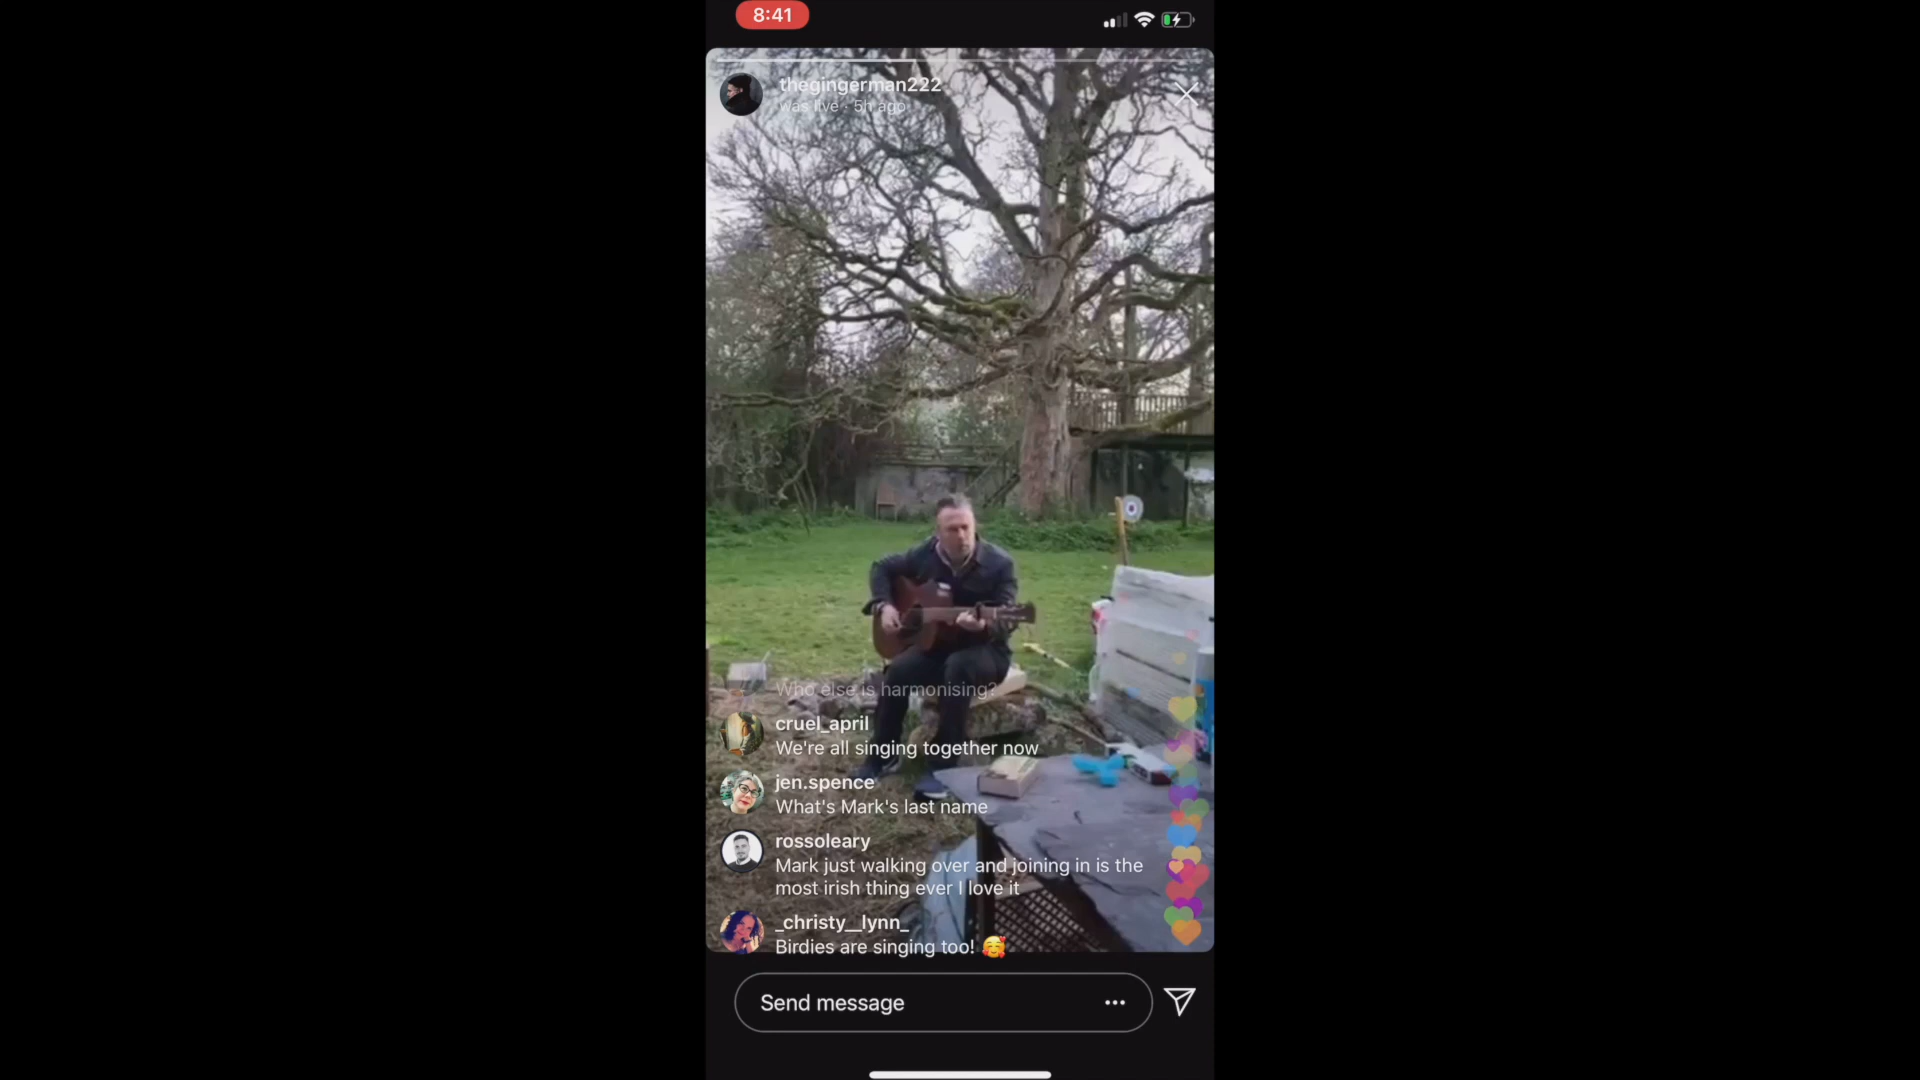 8:41
thegingerman222
was live · 5h ago
Who else is harmonising?
cruel_april
We're all singing together now
jen.spence
What's Mark's last name
rossoleary
Mark just walking over and joining in is the
most irish thing ever I love it
_christy__lynn_
Birdies are singing too! 🥰
Send message